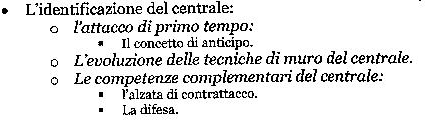 • L'identificazione del centrale:
o l'attacco di primo tempo:
▪ Il concetto di anticipo.
o L'evoluzione delle tecniche di muro del centrale.
o Le competenze complementari del centrale:
▪ l'alzata di contrattacco.
▪ La difesa.